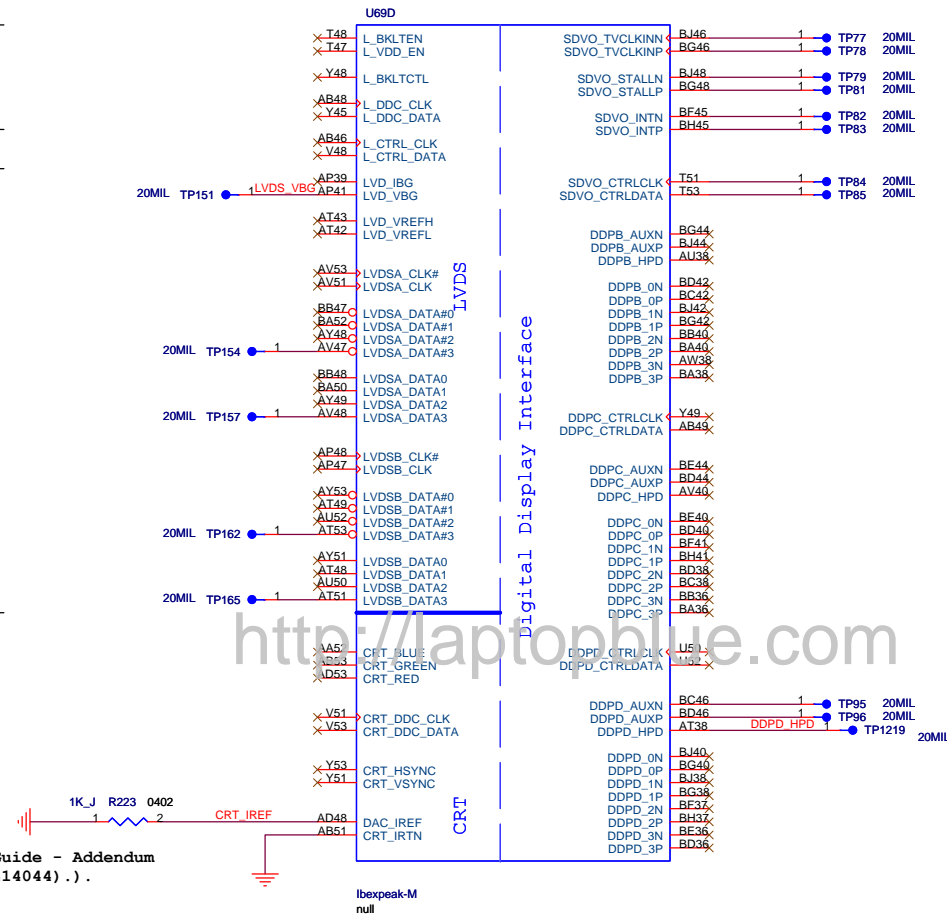 U69D
T48 L_BKLTEN
T47 L_VDD_EN
Y48 L_BKLTCTL
AB48 L_DDC_CLK
Y45 L_DDC_DATA
AB46 L_CTRL_CLK
V48 L_CTRL_DATA
AP39 LVD_IBG
20MIL TP151 1 LVDS_VBG AP41 LVD_VBG
AT43 LVD_VREFH
AT42 LVD_VREFL
AV53 LVDSA_CLK#
AV51 LVDSA_CLK
BB47 LVDSA_DATA#0
BA52 LVDSA_DATA#1
AY48 LVDSA_DATA#2
20MIL TP154 1 AV47 LVDSA_DATA#3
BB48 LVDSA_DATA0
BA50 LVDSA_DATA1
AY49 LVDSA_DATA2
20MIL TP157 1 AV48 LVDSA_DATA3
AP48 LVDSB_CLK#
AP47 LVDSB_CLK
AY53 LVDSB_DATA#0
AT49 LVDSB_DATA#1
AU52 LVDSB_DATA#2
20MIL TP162 1 AT53 LVDSB_DATA#3
AY51 LVDSB_DATA0
AT48 LVDSB_DATA1
AU50 LVDSB_DATA2
20MIL TP165 1 AT51 LVDSB_DATA3
LVDS
AA52 CRT_BLUE
AB53 CRT_GREEN
AD53 CRT_RED
V51 CRT_DDC_CLK
V53 CRT_DDC_DATA
Y53 CRT_HSYNC
Y51 CRT_VSYNC
1K_J R223 0402
1 2 CRT_IREF AD48 DAC_IREF
AB51 CRT_IRTN
CRT
Digital Display Interface
SDVO_TVCLKINN BJ46 1 TP77 20MIL
SDVO_TVCLKINP BG46 1 TP78 20MIL
SDVO_STALLN BJ48 1 TP79 20MIL
SDVO_STALLP BG48 1 TP81 20MIL
SDVO_INTN BF45 1 TP82 20MIL
SDVO_INTP BH45 1 TP83 20MIL
SDVO_CTRLCLK T51 1 TP84 20MIL
SDVO_CTRLDATA T53 1 TP85 20MIL
DDPB_AUXN BG44
DDPB_AUXP BJ44
DDPB_HPD AU38
DDPB_0N BD42
DDPB_0P BC42
DDPB_1N BJ42
DDPB_1P BG42
DDPB_2N BB40
DDPB_2P BA40
DDPB_3N AW38
DDPB_3P BA38
DDPC_CTRLCLK Y49
DDPC_CTRLDATA AB49
DDPC_AUXN BE44
DDPC_AUXP BD44
DDPC_HPD AV40
DDPC_0N BE40
DDPC_0P BD40
DDPC_1N BF41
DDPC_1P BH41
DDPC_2N BD38
DDPC_2P BC38
DDPC_3N BB36
DDPC_3P BA36
http://laptopblue.com
DDPD_CTRLCLK U50
DDPD_CTRLDATA U52
DDPD_AUXN BC46 1 TP95 20MIL
DDPD_AUXP BD46 1 TP96 20MIL
DDPD_HPD AT38 DDPD_HPD 1 TP1219 20MIL
DDPD_0N BJ40
DDPD_0P BG40
DDPD_1N BJ38
DDPD_1P BG38
DDPD_2N BF37
DDPD_2P BH37
DDPD_3N BE36
DDPD_3P BD36
uide - Addendum
14044).).
Ibexpeak-M
null